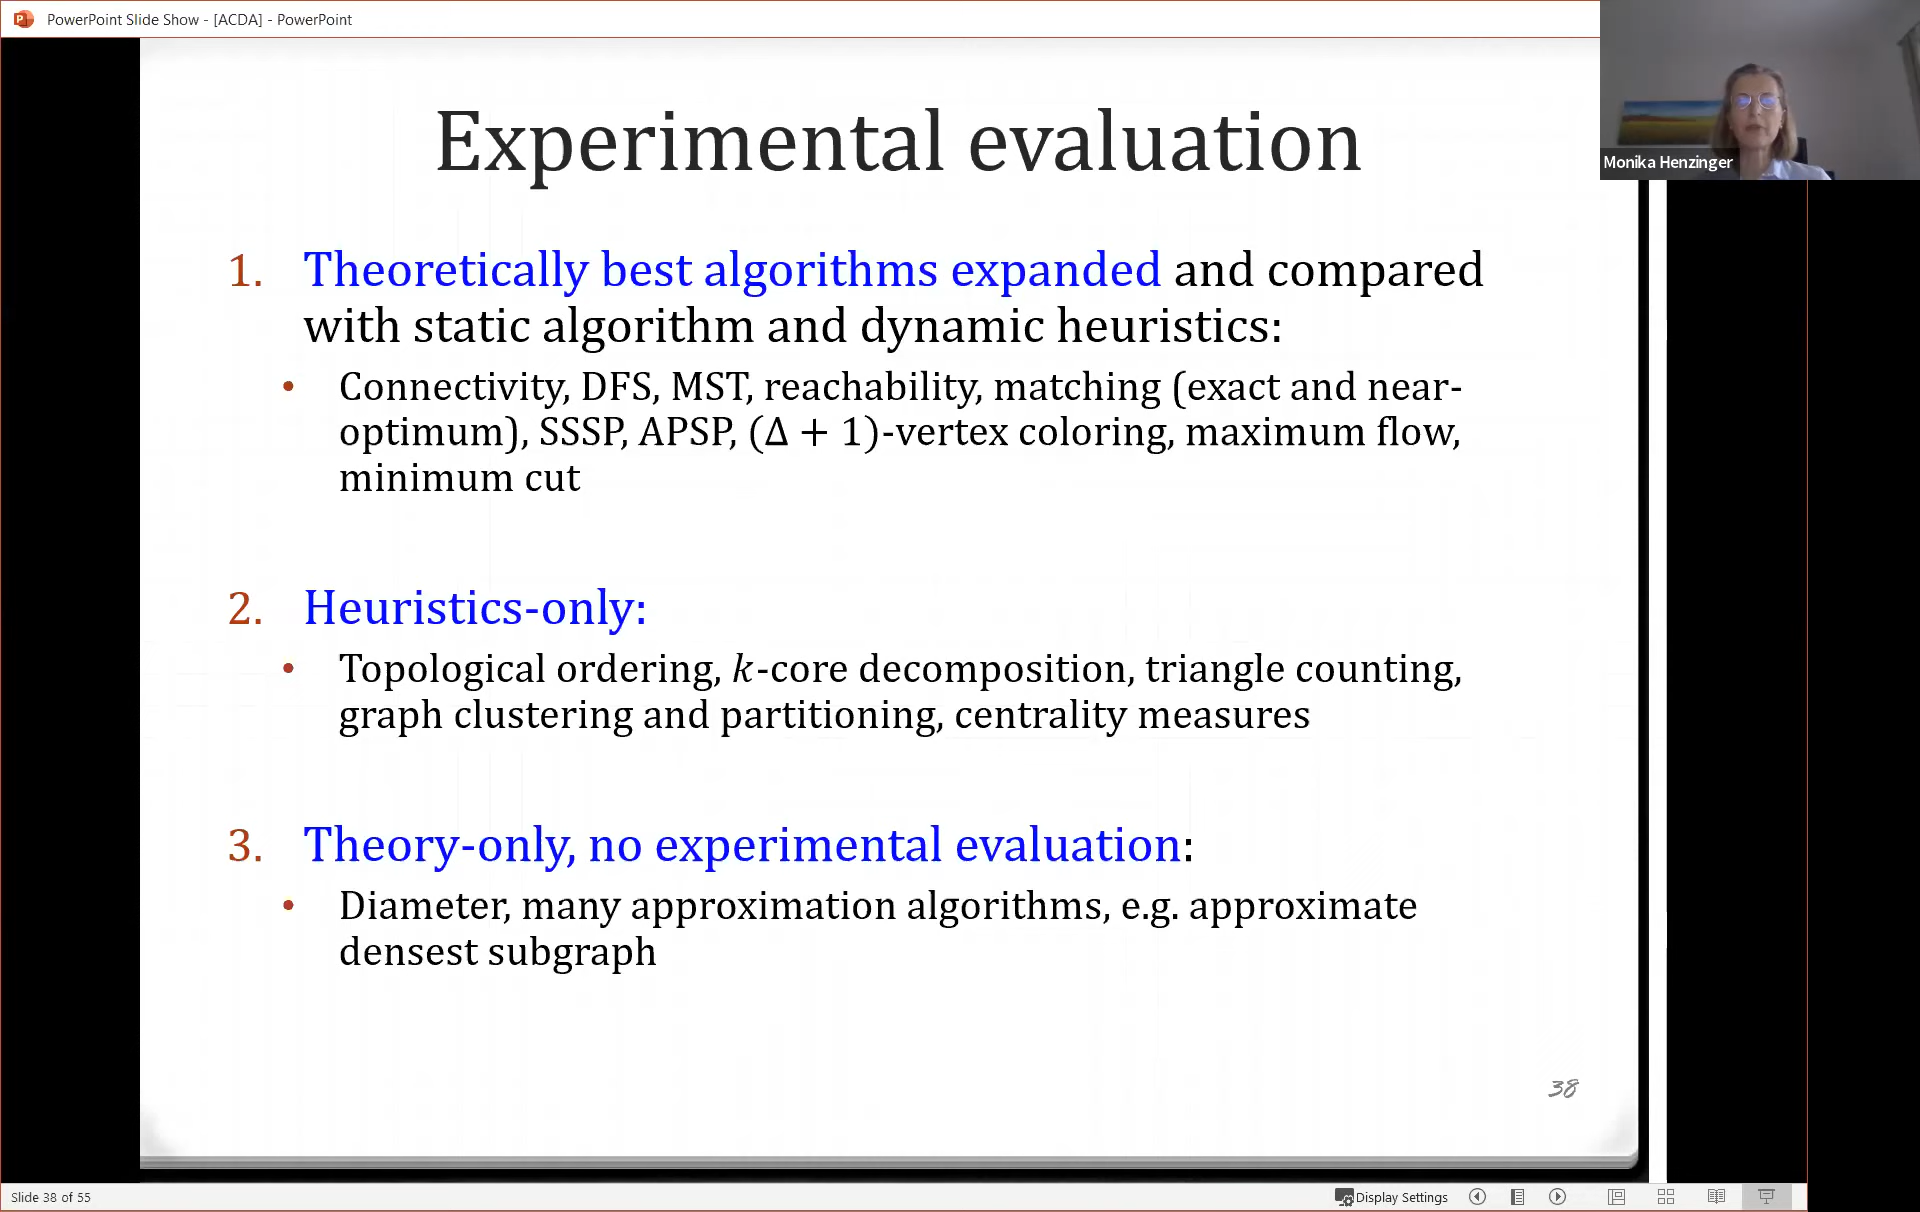 PowerPoint Slide Show - [ACDA] - PowerPoint
Monika Henzinger
Experimental evaluation
1. Theoretically best algorithms expanded and compared
with static algorithm and dynamic heuristics:
• Connectivity, DFS, MST, reachability, matching (exact and near-
optimum), SSSP, APSP, (Δ + 1)-vertex coloring, maximum flow,
minimum cut
2. Heuristics-only:
• Topological ordering, k-core decomposition, triangle counting,
graph clustering and partitioning, centrality measures
3. Theory-only, no experimental evaluation:
• Diameter, many approximation algorithms, e.g. approximate
densest subgraph
38
Slide 38 of 55
Display Settings